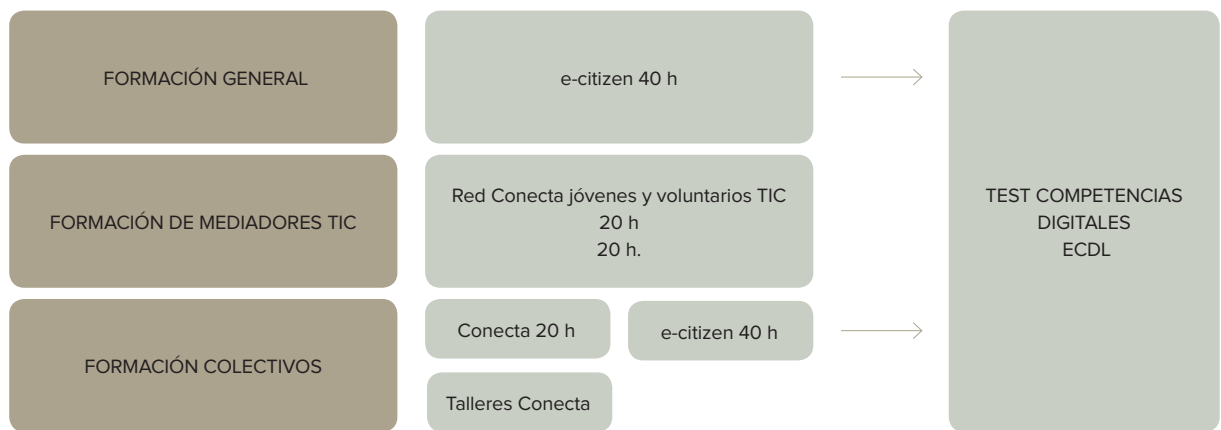 FORMACIÓN GENERAL
e-citizen 40 h
FORMACIÓN DE MEDIADORES TIC
Red Conecta jóvenes y voluntarios TIC
20 h
20 h.
TEST COMPETENCIAS
DIGITALES
ECDL
FORMACIÓN COLECTIVOS
Conecta 20 h
e-citizen 40 h
Talleres Conecta